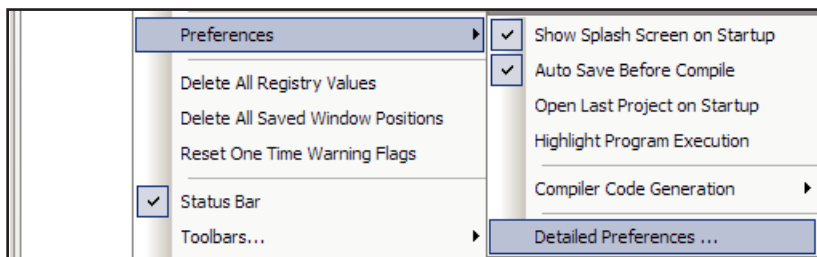 Preferences
Delete All Registry Values
Delete All Saved Window Positions
Reset One Time Warning Flags
Status Bar
Toolbars...
Show Splash Screen on Startup
Auto Save Before Compile
Open Last Project on Startup
Highlight Program Execution
Compiler Code Generation
Detailed Preferences ...